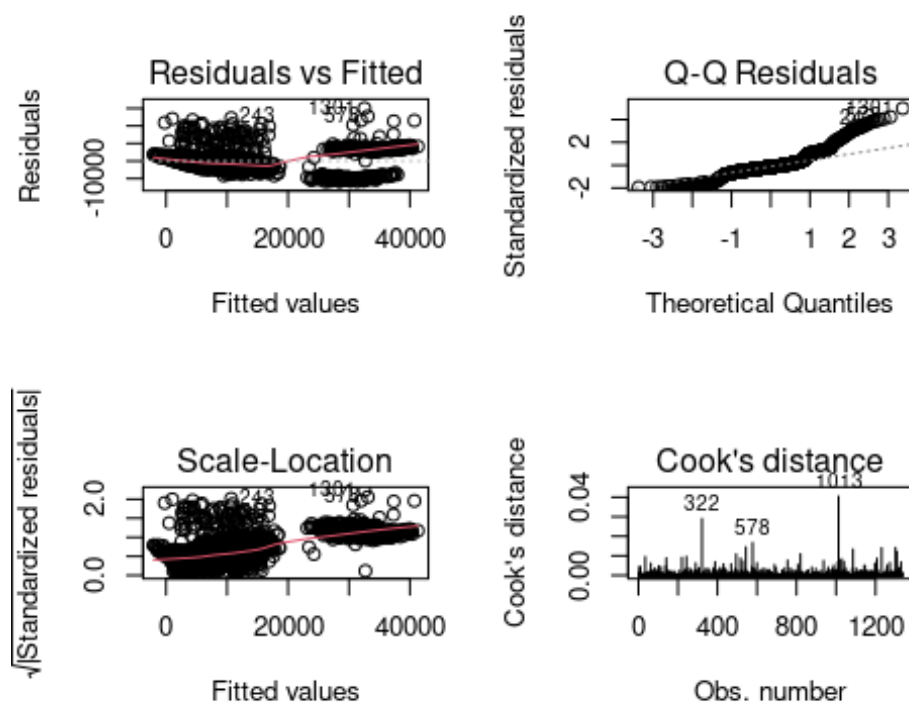 Residuals vs Fitted
Residuals
-10000
243
1301
578
0
20000
40000
Fitted values
Q-Q Residuals
Standardized residuals
-2
2
1301
-3
-1
1
2
3
Theoretical Quantiles
Scale-Location
√|Standardized residuals|
0.0
2.0
243
1301
578
0
20000
40000
Fitted values
Cook's distance
Cook's distance
0.00
0.04
322
578
1013
0
400
800
1200
Obs. number